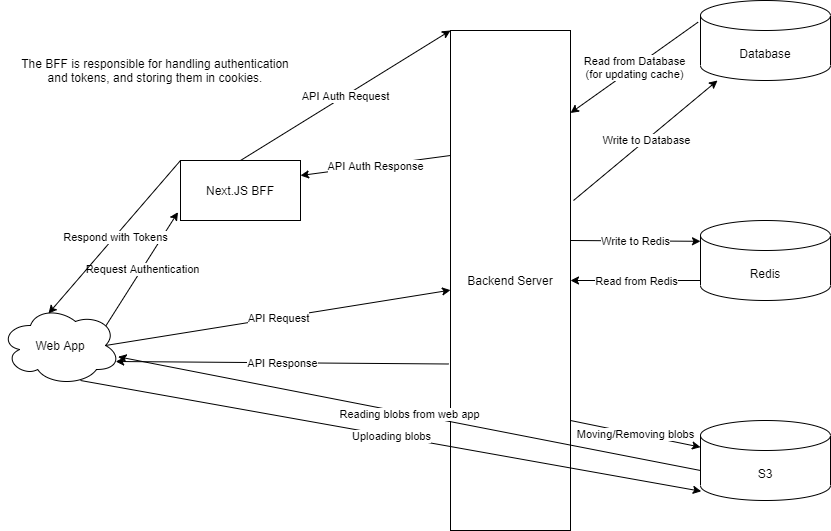 The BFF is responsible for handling authentication
and tokens, and storing them in cookies.
Database
Read from Database
(for updating cache)
API Auth Request
Write to Database
API Auth Response
Next.JS BFF
Respond with Tokens
Write to Redis
Request Authentication
Redis
Backend Server
Read from Redis
API Request
Web App
API Response
Reading blobs from web app
Moving/Removing blobs
Uploading blobs
S3